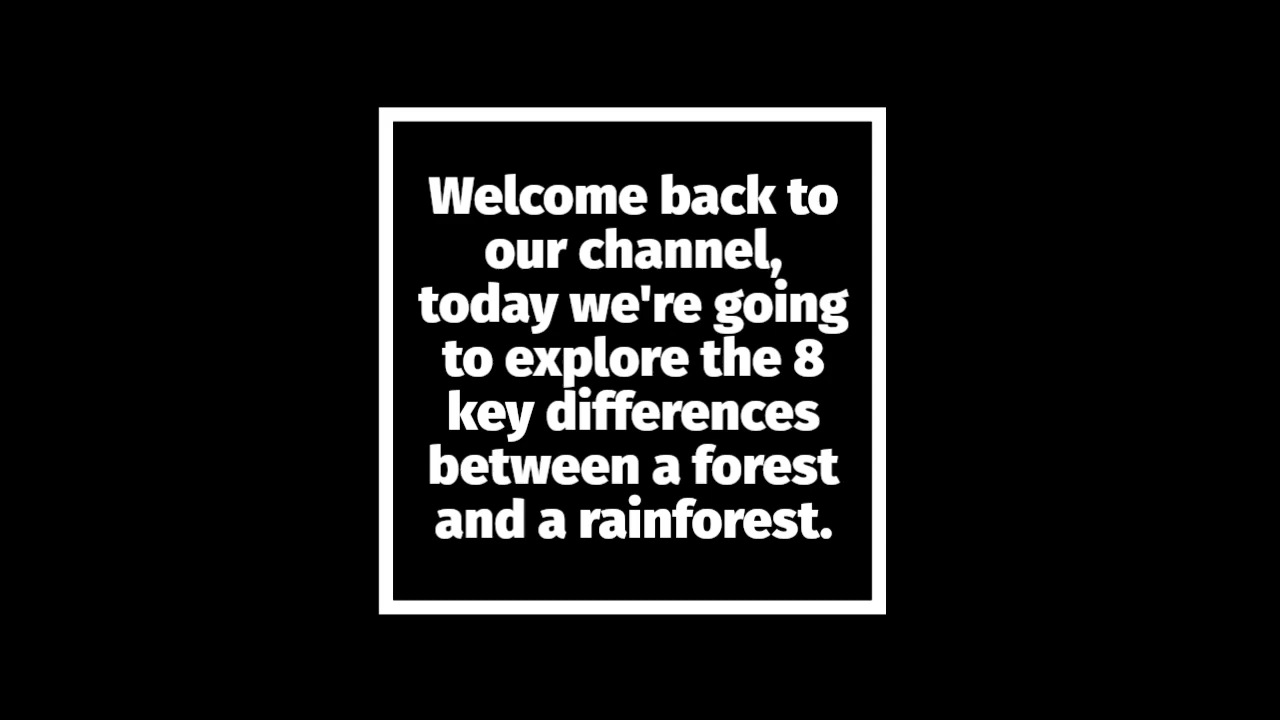 Welcome back to
our channel,
today we're going
to explore the 8
key differences
between a forest
and a rainforest.